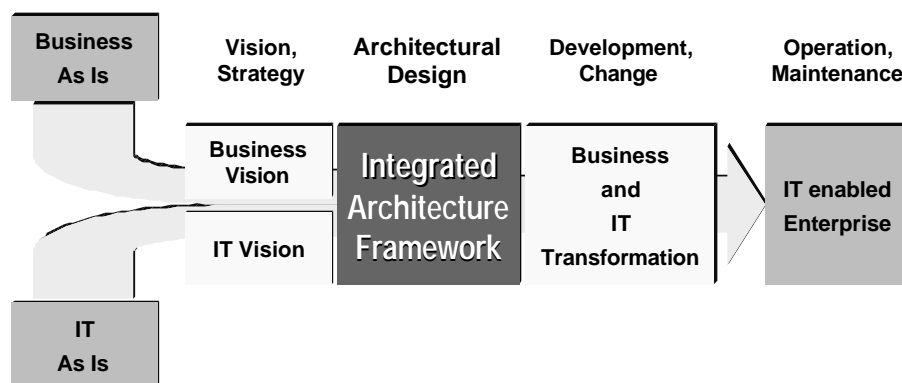 Business
As Is
Vision,
Strategy
Architectural
Design
Development,
Change
Operation,
Maintenance
Business
Vision
IT Vision
Integrated
Architecture
Framework
Business
and
IT
Transformation
IT enabled
Enterprise
IT
As Is